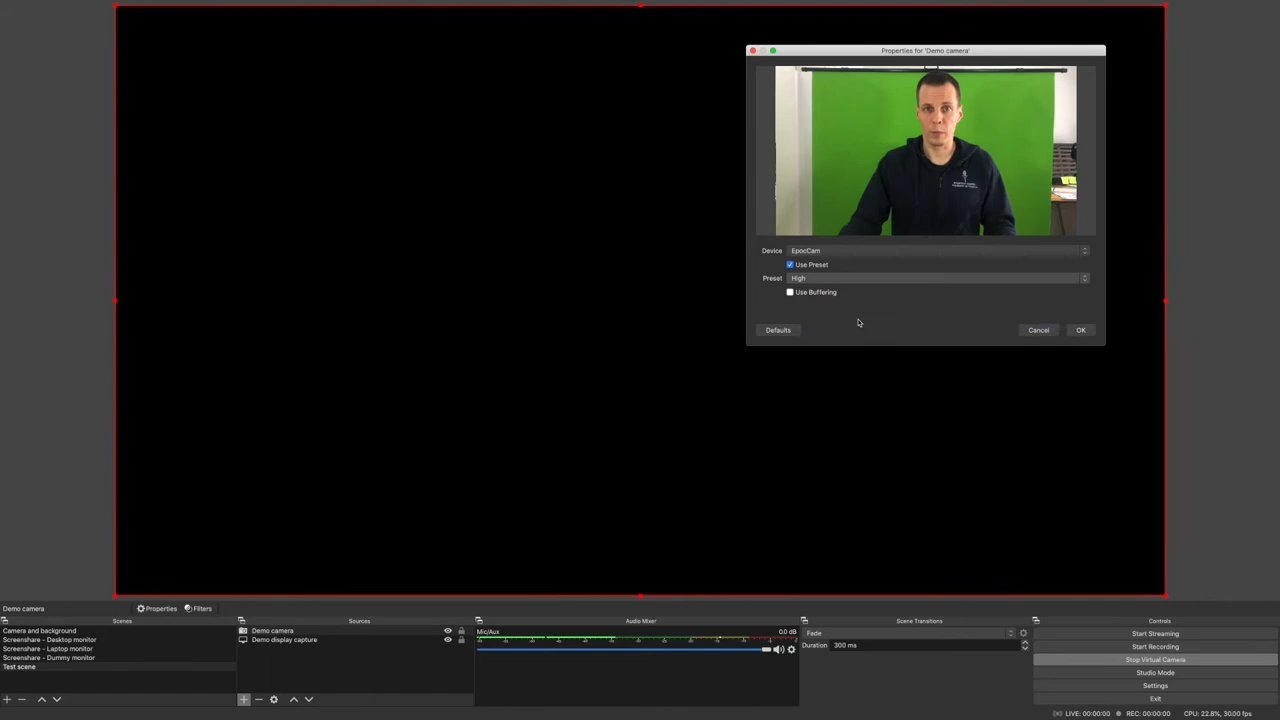 Properties for 'Demo camera'
Device EpocCam
Use Preset
Preset High
Use Buffering
Defaults Cancel OK
Demo camera Properties Filters
Scenes Sources Audio Mixer Scene Transitions Controls
Camera and background
Screenshare - Desktop monitor
Screenshare - Laptop monitor
Screenshare - Dummy monitor
Test scene
Demo camera
Demo display capture
Mic/Aux 0.0 dB
Fade
Duration 300 ms
Start Streaming
Start Recording
Stop Virtual Camera
Studio Mode
Settings
Exit
LIVE: 00:00:00 REC: 00:00:00 CPU: 22.8%, 30.00 fps